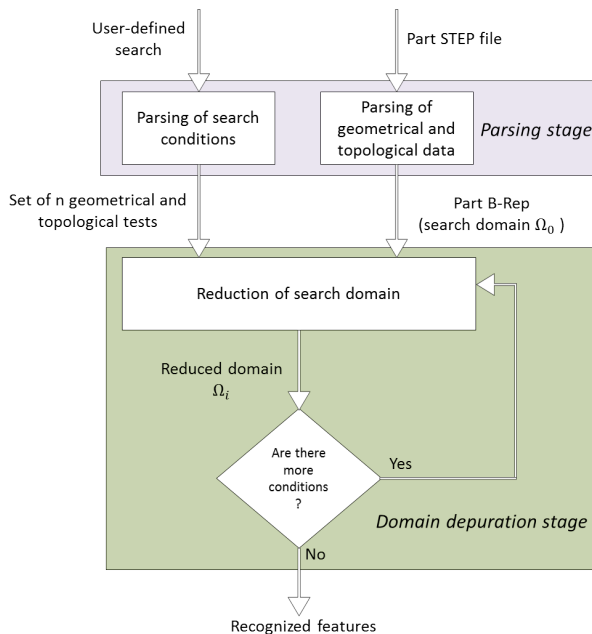 User-defined
search
Part STEP file
Parsing of search
conditions
Parsing of
geometrical and
topological data
Parsing stage
Set of n geometrical and
topological tests
Part B-Rep
(search domain Ω₀ )
Reduction of search domain
Reduced domain
Ωᵢ
Are there
more
conditions
?
Yes
Domain depuration stage
No
Recognized features